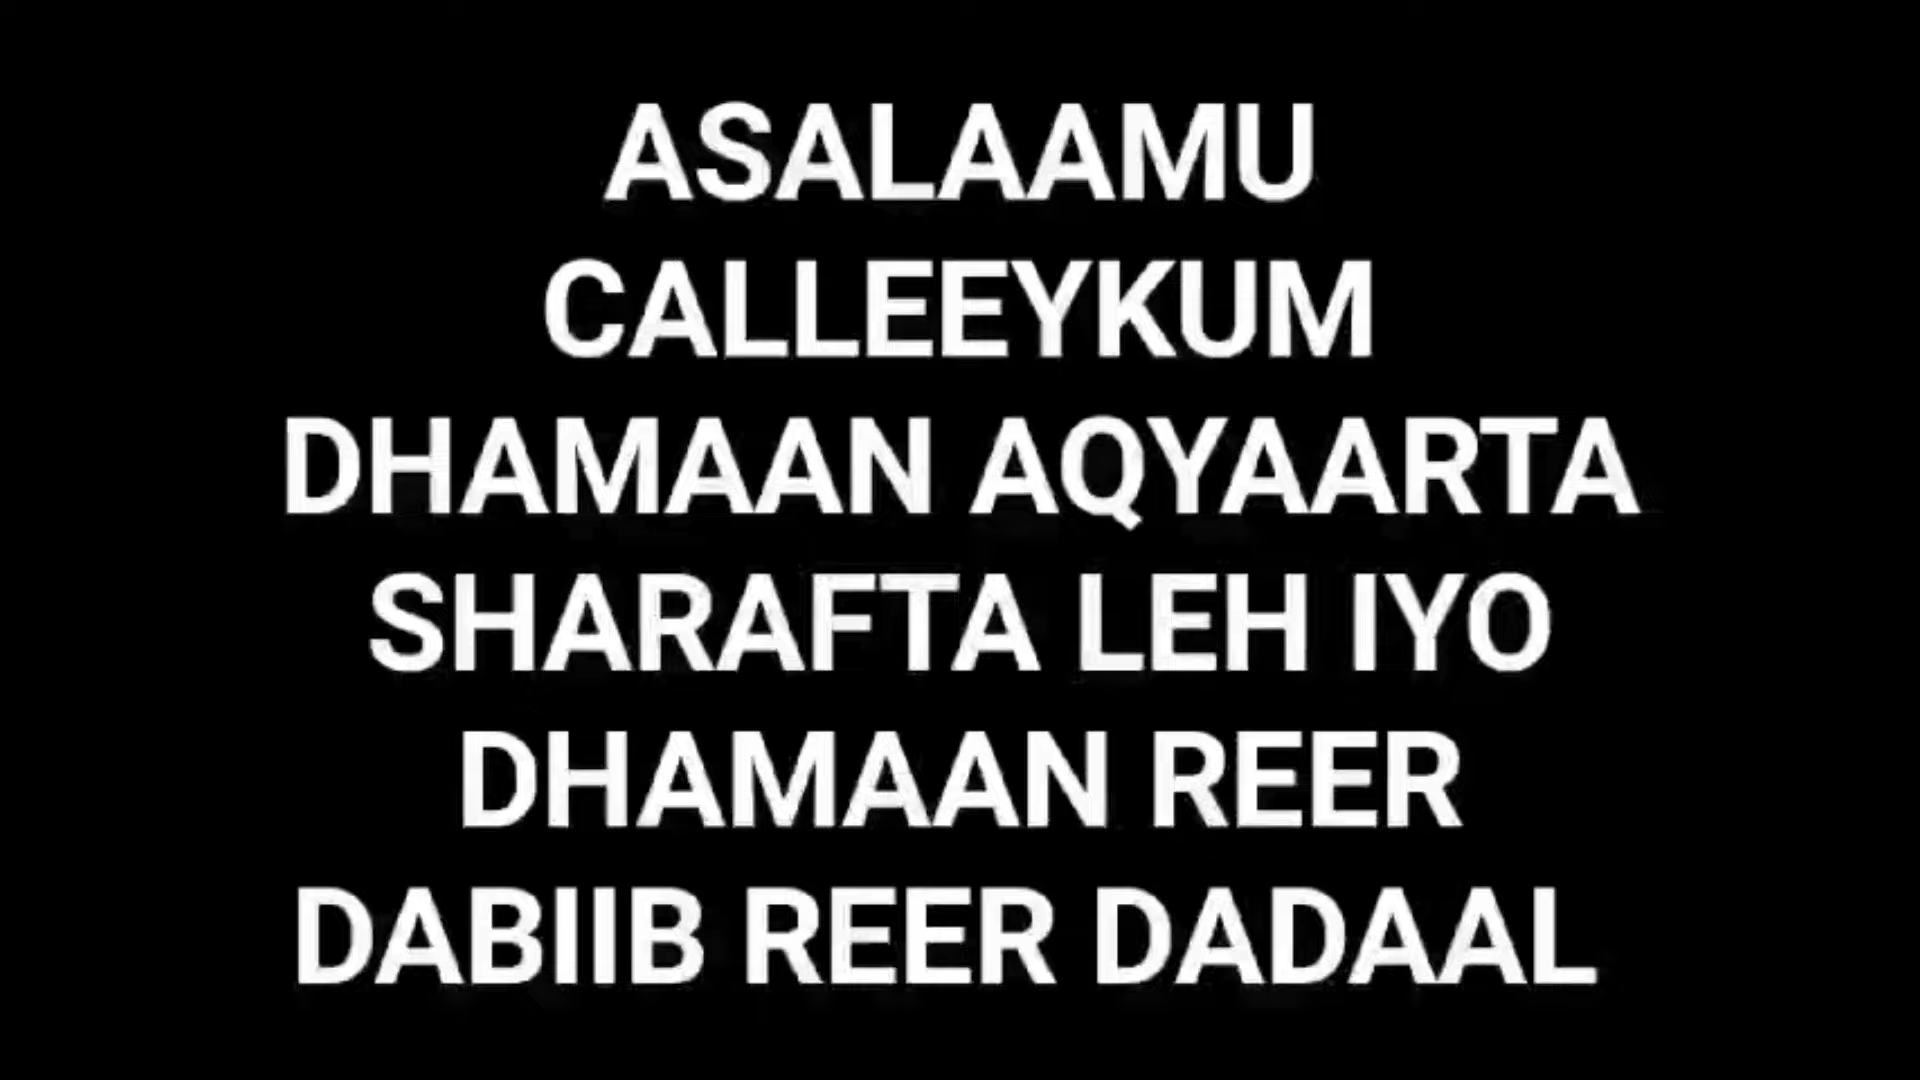 ASALAAMU
CALLEEYKUM
DHAMAAN AQYAARTA
SHARAFTA LEH IYO
DHAMAAN REER
DABIIB REER DADAAL